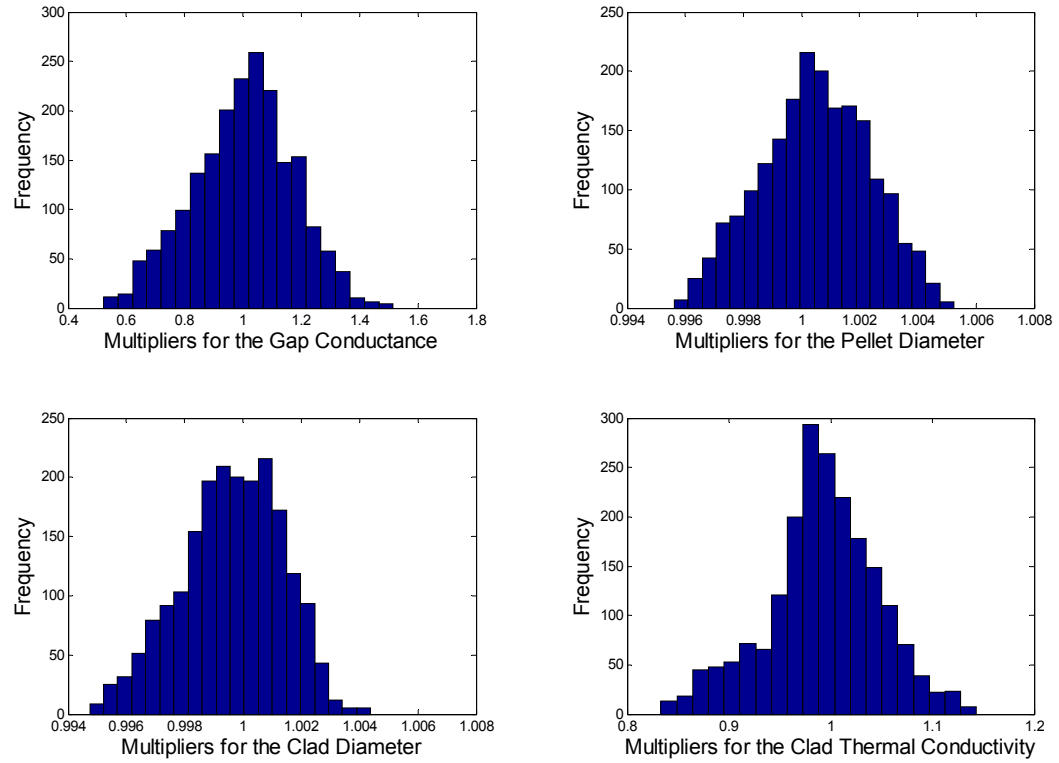 300
250
200
150
100
50
0
Frequency
0.4 0.6 0.8 1 1.2 1.4 1.6 1.8
Multipliers for the Gap Conductance
250
200
150
100
50
0
Frequency
0.994 0.996 0.998 1 1.002 1.004 1.006 1.008
Multipliers for the Pellet Diameter
250
200
150
100
50
0
Frequency
0.994 0.996 0.998 1 1.002 1.004 1.006 1.008
Multipliers for the Clad Diameter
300
250
200
150
100
50
0
Frequency
0.8 0.9 1 1.1 1.2
Multipliers for the Clad Thermal Conductivity